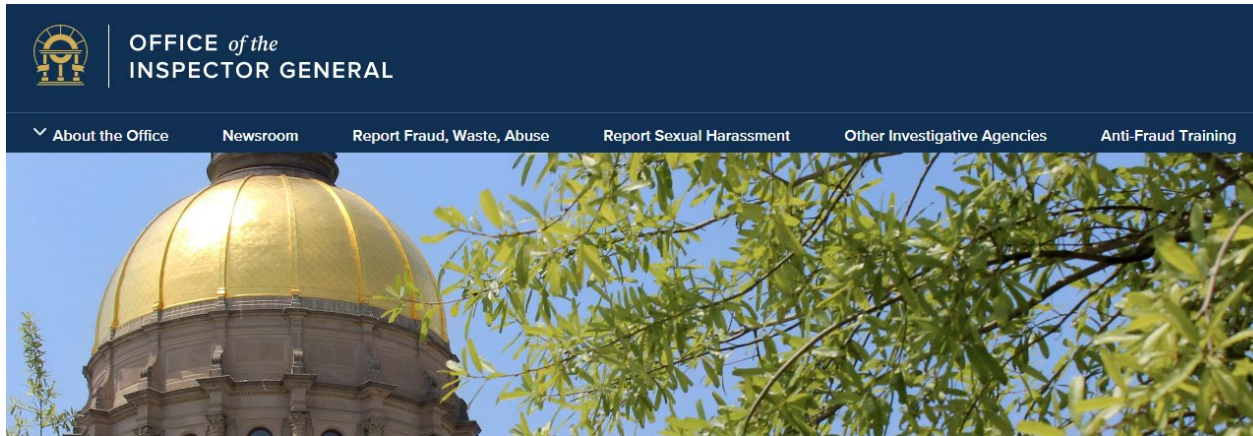 OFFICE of the
INSPECTOR GENERAL
About the Office Newsroom Report Fraud, Waste, Abuse Report Sexual Harassment Other Investigative Agencies Anti-Fraud Training